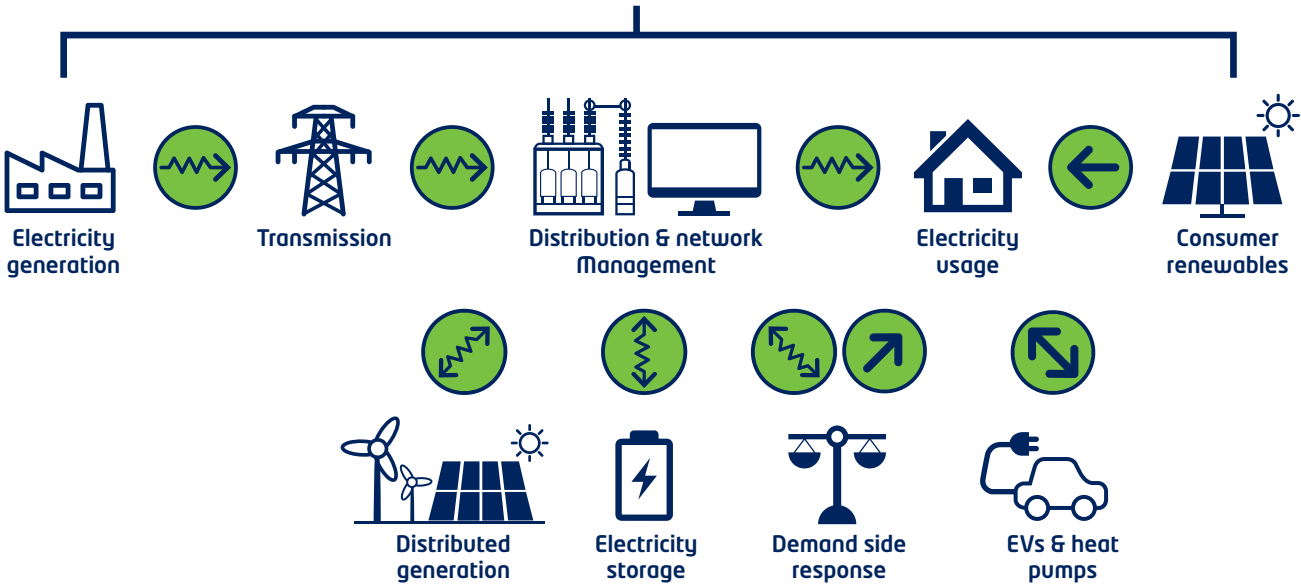 Electricity
generation
Transmission
Distribution & network
Management
Electricity
usage
Consumer
renewables
Distributed
generation
Electricity
storage
Demand side
response
EVs & heat
pumps